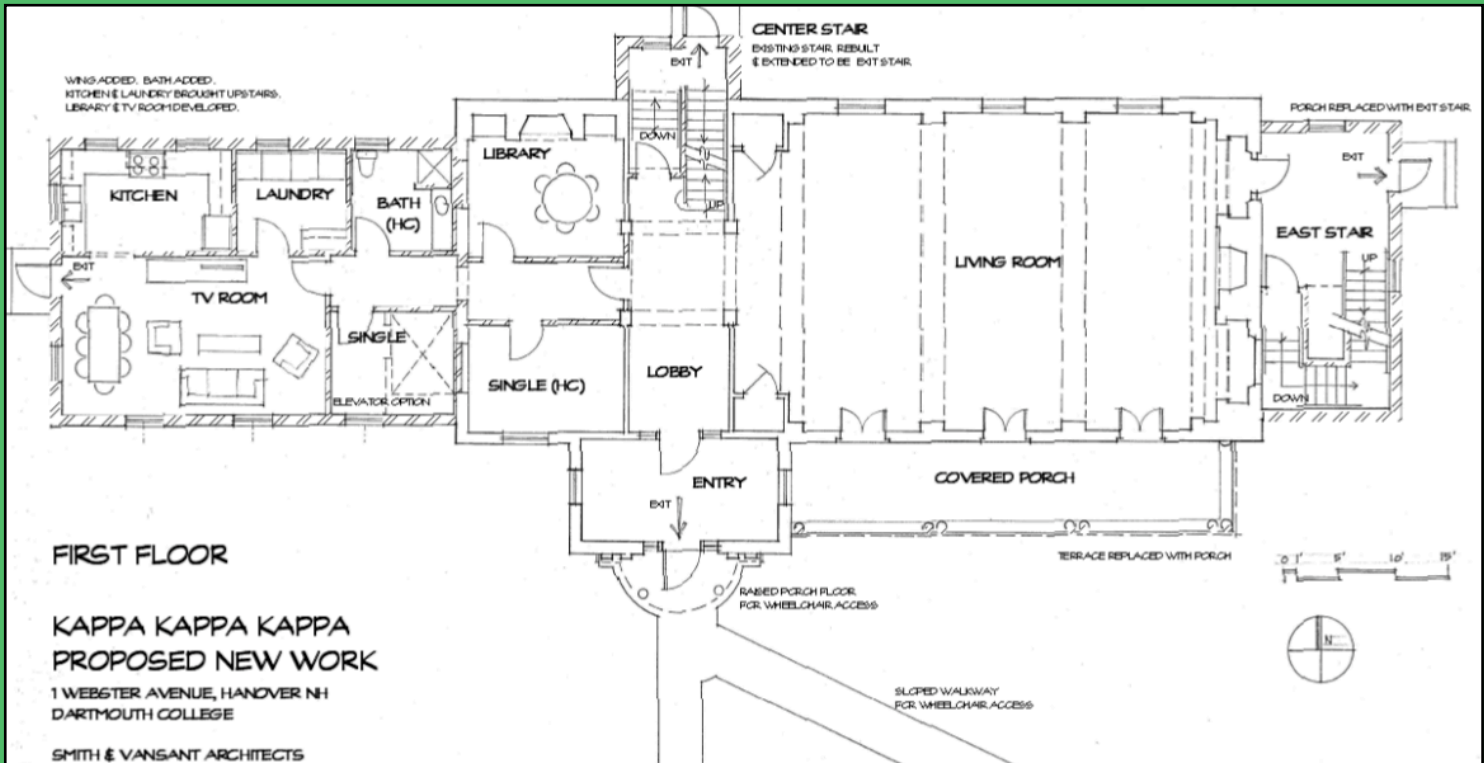 CENTER STAIR
EXISTING STAIR REBUILT
& EXTENDED TO BE EXIT STAIR
WING ADDED. BATH ADDED.
KITCHEN & LAUNDRY BROUGHT UPSTAIRS.
LIBRARY & TV ROOM DEVELOPED.
PORCH REPLACED WITH EXIT STAIR
EXIT
DOWN
UP
LIBRARY
KITCHEN
LAUNDRY
BATH
(HC)
EXIT
EAST STAIR
UP
DOWN
LIVING ROOM
EXIT
TV ROOM
SINGLE
ELEVATOR OPTION
SINGLE (HC)
LOBBY
ENTRY
EXIT
COVERED PORCH
TERRACE REPLACED WITH PORCH
0 1' 5' 10' 15'
N
RAISED PORCH FLOOR
FOR WHEELCHAIR ACCESS
SLOPED WALKWAY
FOR WHEELCHAIR ACCESS
FIRST FLOOR
KAPPA KAPPA KAPPA
PROPOSED NEW WORK
1 WEBSTER AVENUE, HANOVER NH
DARTMOUTH COLLEGE
SMITH & VANSANT ARCHITECTS